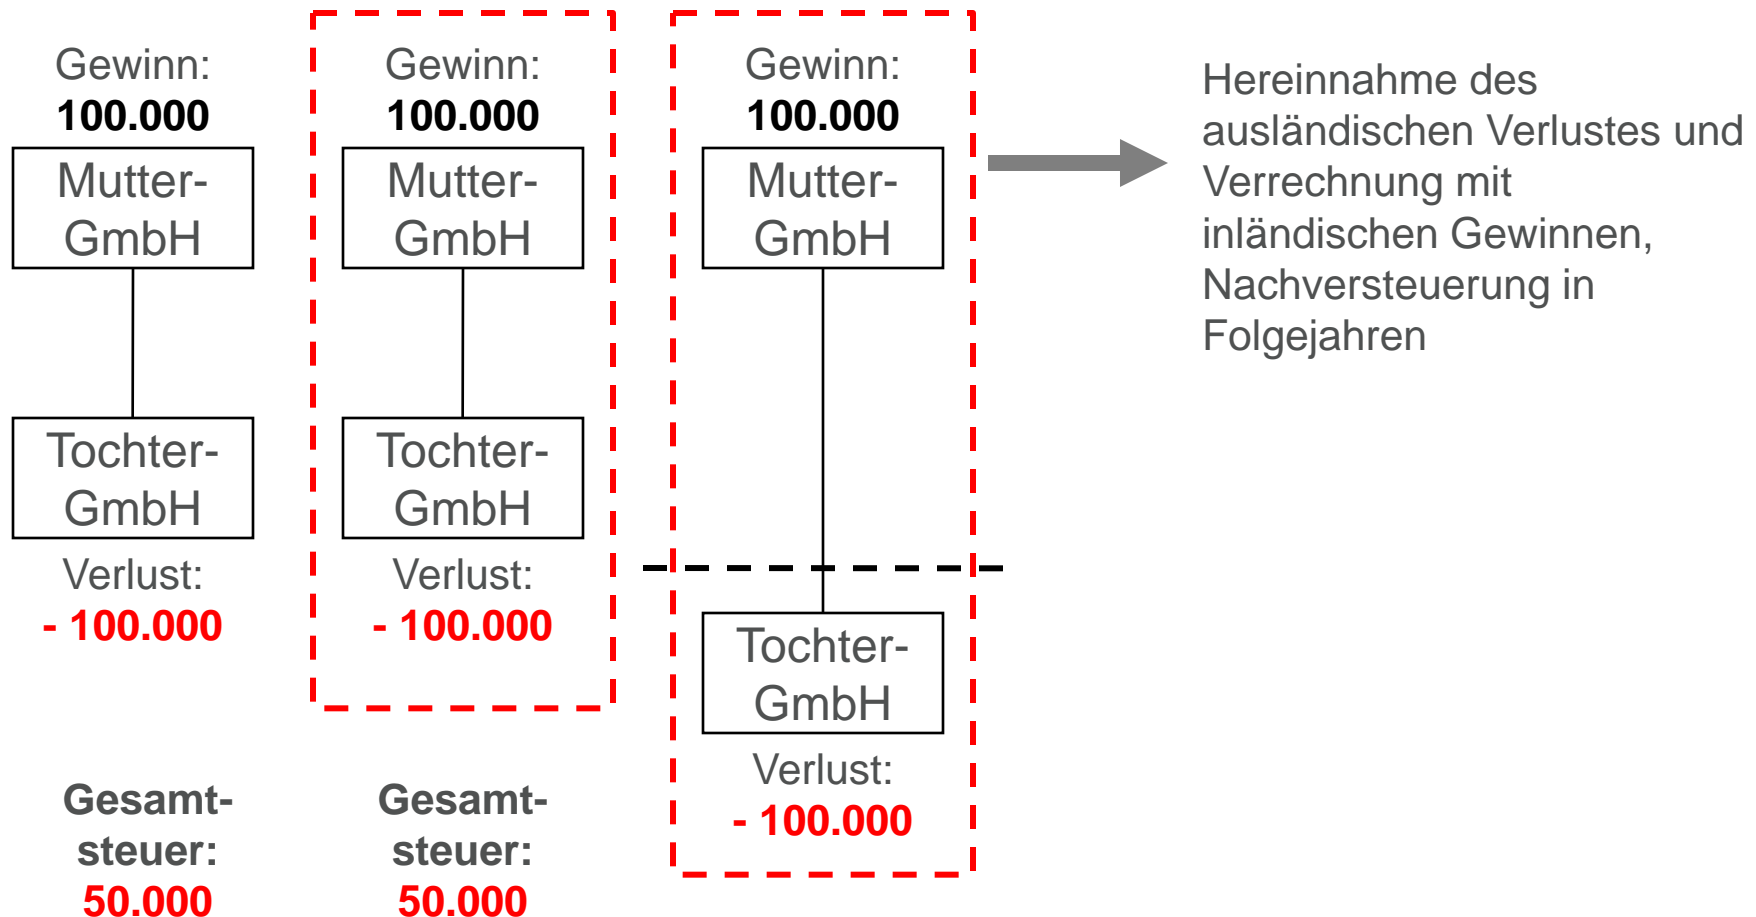 Gewinn:
100.000
Mutter-
GmbH
Tochter-
GmbH
Verlust:
- 100.000
Gesamt-
steuer:
50.000
Gewinn:
100.000
Mutter-
GmbH
Tochter-
GmbH
Verlust:
- 100.000
Gesamt-
steuer:
50.000
Gewinn:
100.000
Mutter-
GmbH
Tochter-
GmbH
Verlust:
- 100.000
Hereinnahme des
ausländischen Verlustes und
Verrechnung mit
inländischen Gewinnen,
Nachversteuerung in
Folgejahren